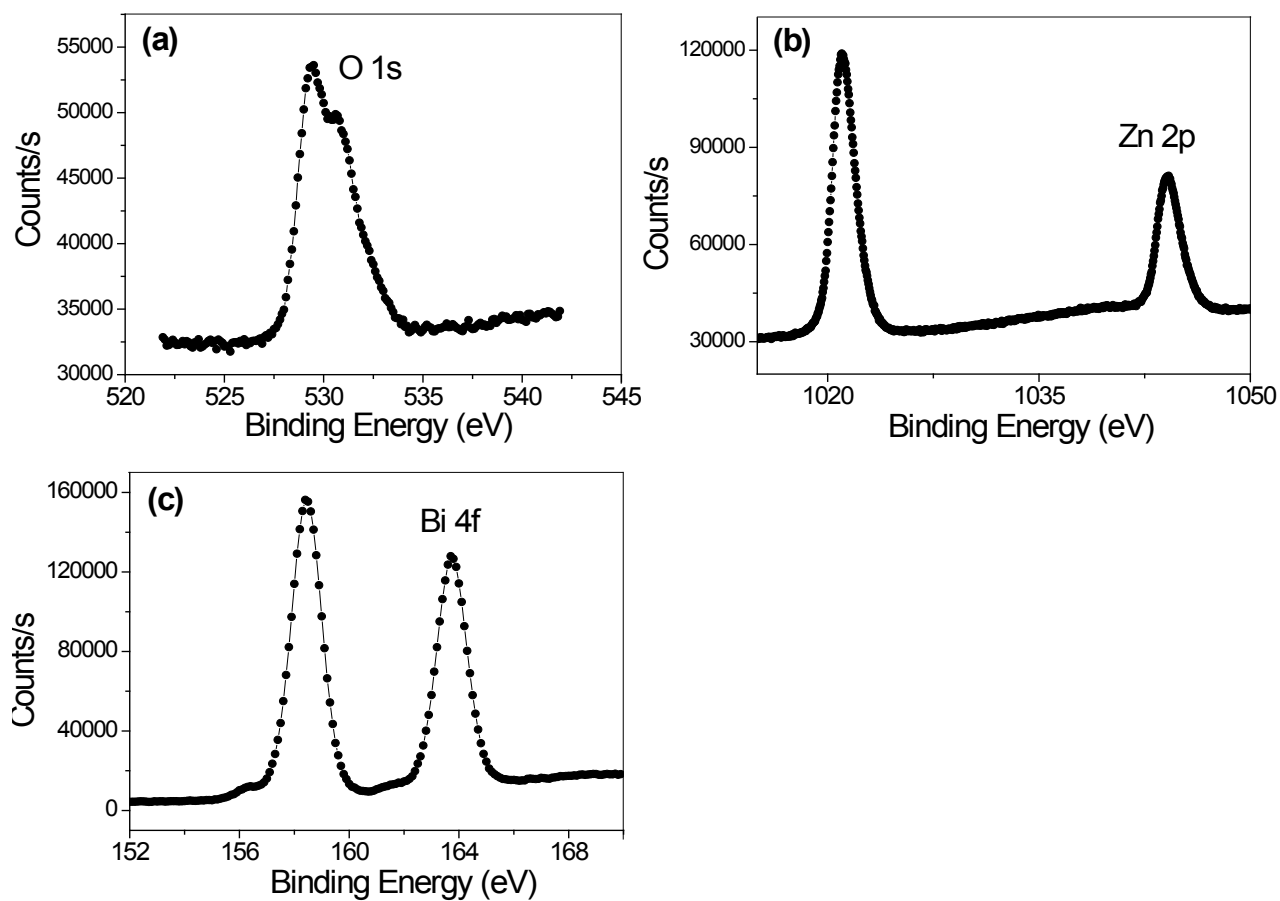 (a)
O 1s
55000
50000
45000
40000
35000
30000
Counts/s
520 525 530 535 540 545
Binding Energy (eV)
(b)
Zn 2p
120000
90000
60000
30000
Counts/s
1020 1035 1050
Binding Energy (eV)
(c)
Bi 4f
160000
120000
80000
40000
0
Counts/s
152 156 160 164 168
Binding Energy (eV)